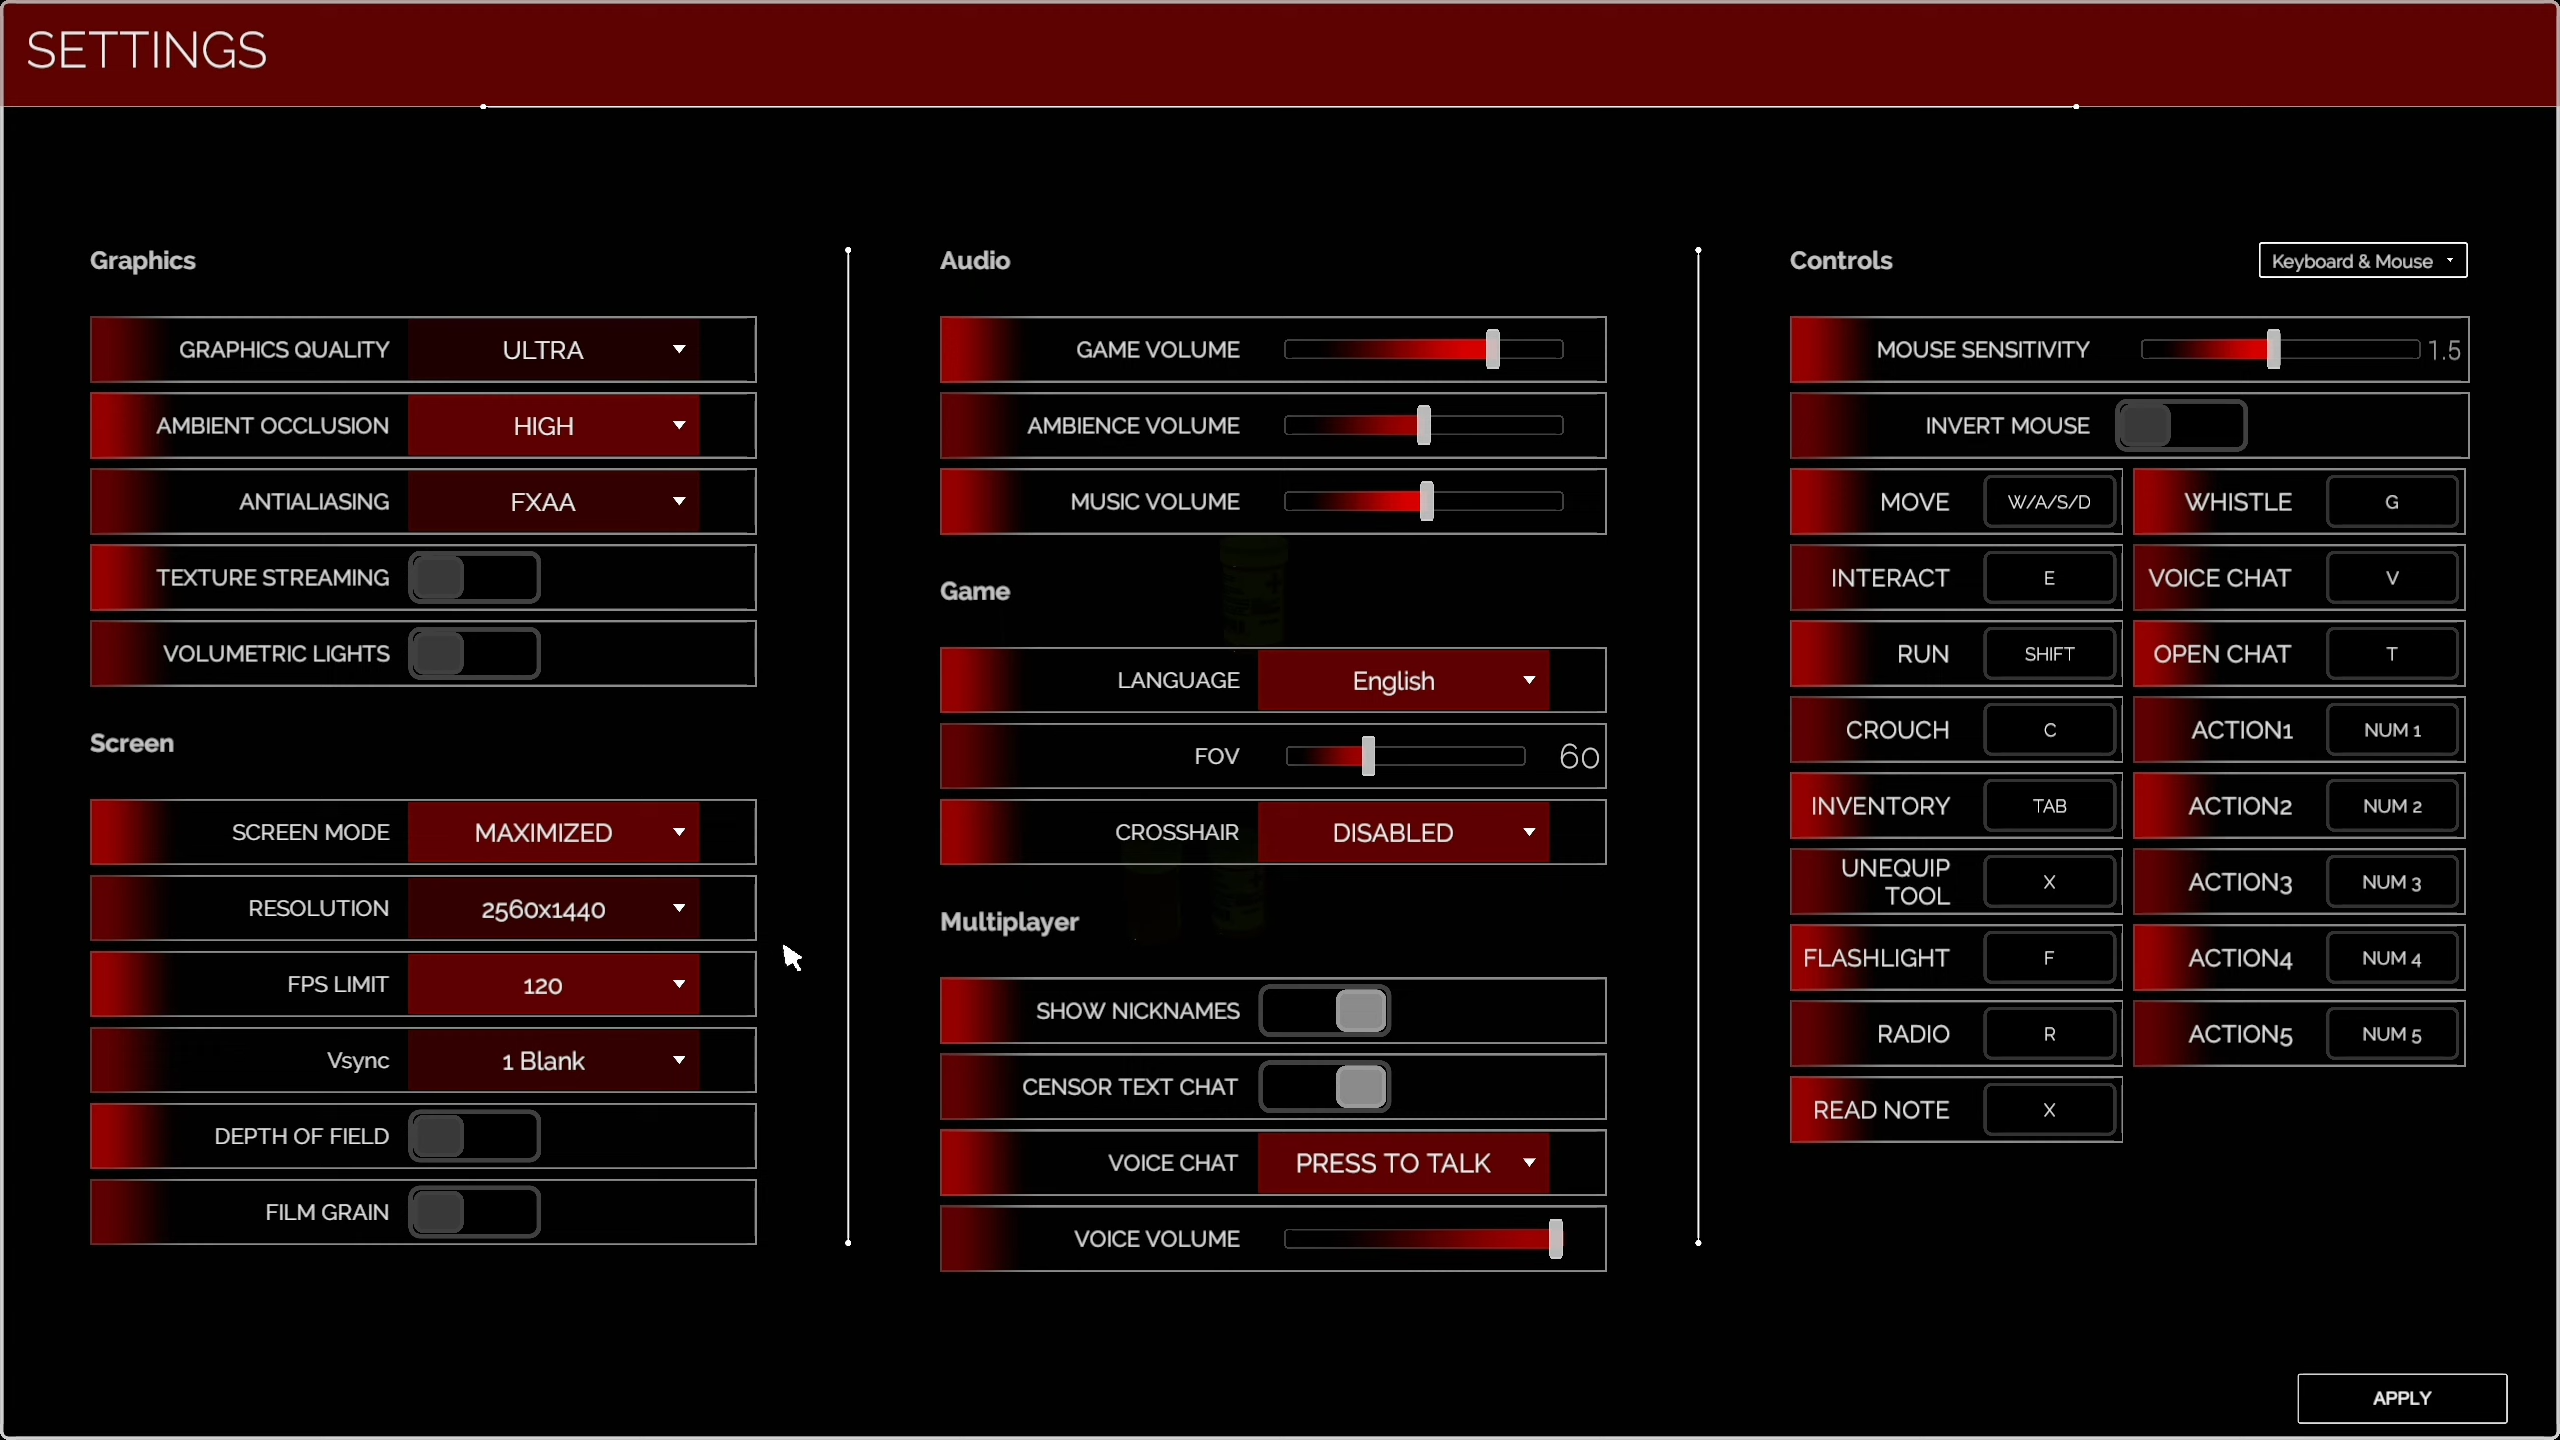 SETTINGS
Graphics
GRAPHICS QUALITY ULTRA
AMBIENT OCCLUSION HIGH
ANTIALIASING FXAA
TEXTURE STREAMING
VOLUMETRIC LIGHTS
Screen
SCREEN MODE MAXIMIZED
RESOLUTION 2560x1440
FPS LIMIT 120
Vsync 1 Blank
DEPTH OF FIELD
FILM GRAIN
Audio
GAME VOLUME
AMBIENCE VOLUME
MUSIC VOLUME
Game
LANGUAGE English
FOV 60
CROSSHAIR DISABLED
Multiplayer
SHOW NICKNAMES
CENSOR TEXT CHAT
VOICE CHAT PRESS TO TALK
VOICE VOLUME
Controls Keyboard & Mouse
MOUSE SENSITIVITY 1.5
INVERT MOUSE
MOVE W/A/S/D WHISTLE G
INTERACT E VOICE CHAT V
RUN SHIFT OPEN CHAT T
CROUCH C ACTION1 NUM 1
INVENTORY TAB ACTION2 NUM 2
UNEQUIP
TOOL X ACTION3 NUM 3
FLASHLIGHT F ACTION4 NUM 4
RADIO R ACTION5 NUM 5
READ NOTE X
APPLY